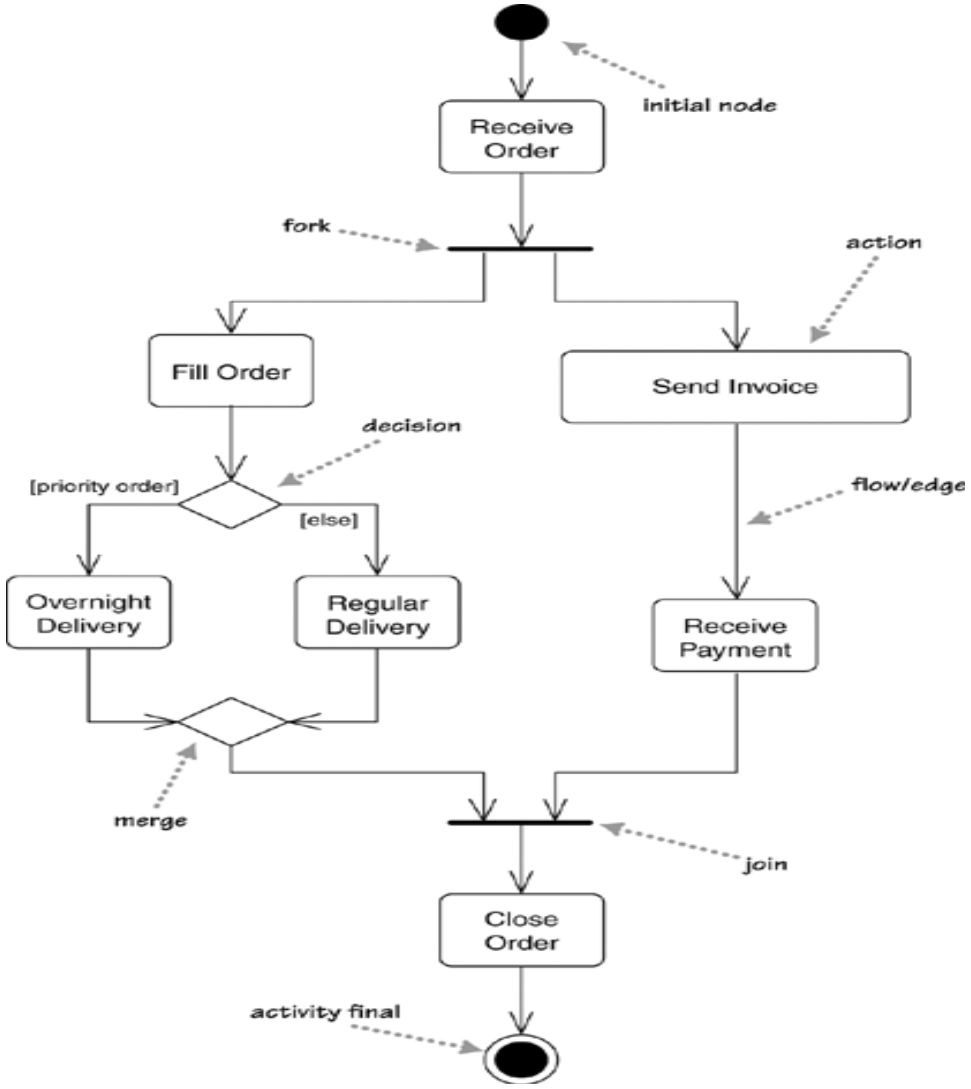 initial node
Receive
Order
fork
action
Fill Order
Send Invoice
decision
[priority order]
[else]
flow/edge
Overnight
Delivery
Regular
Delivery
Receive
Payment
merge
join
Close
Order
activity final